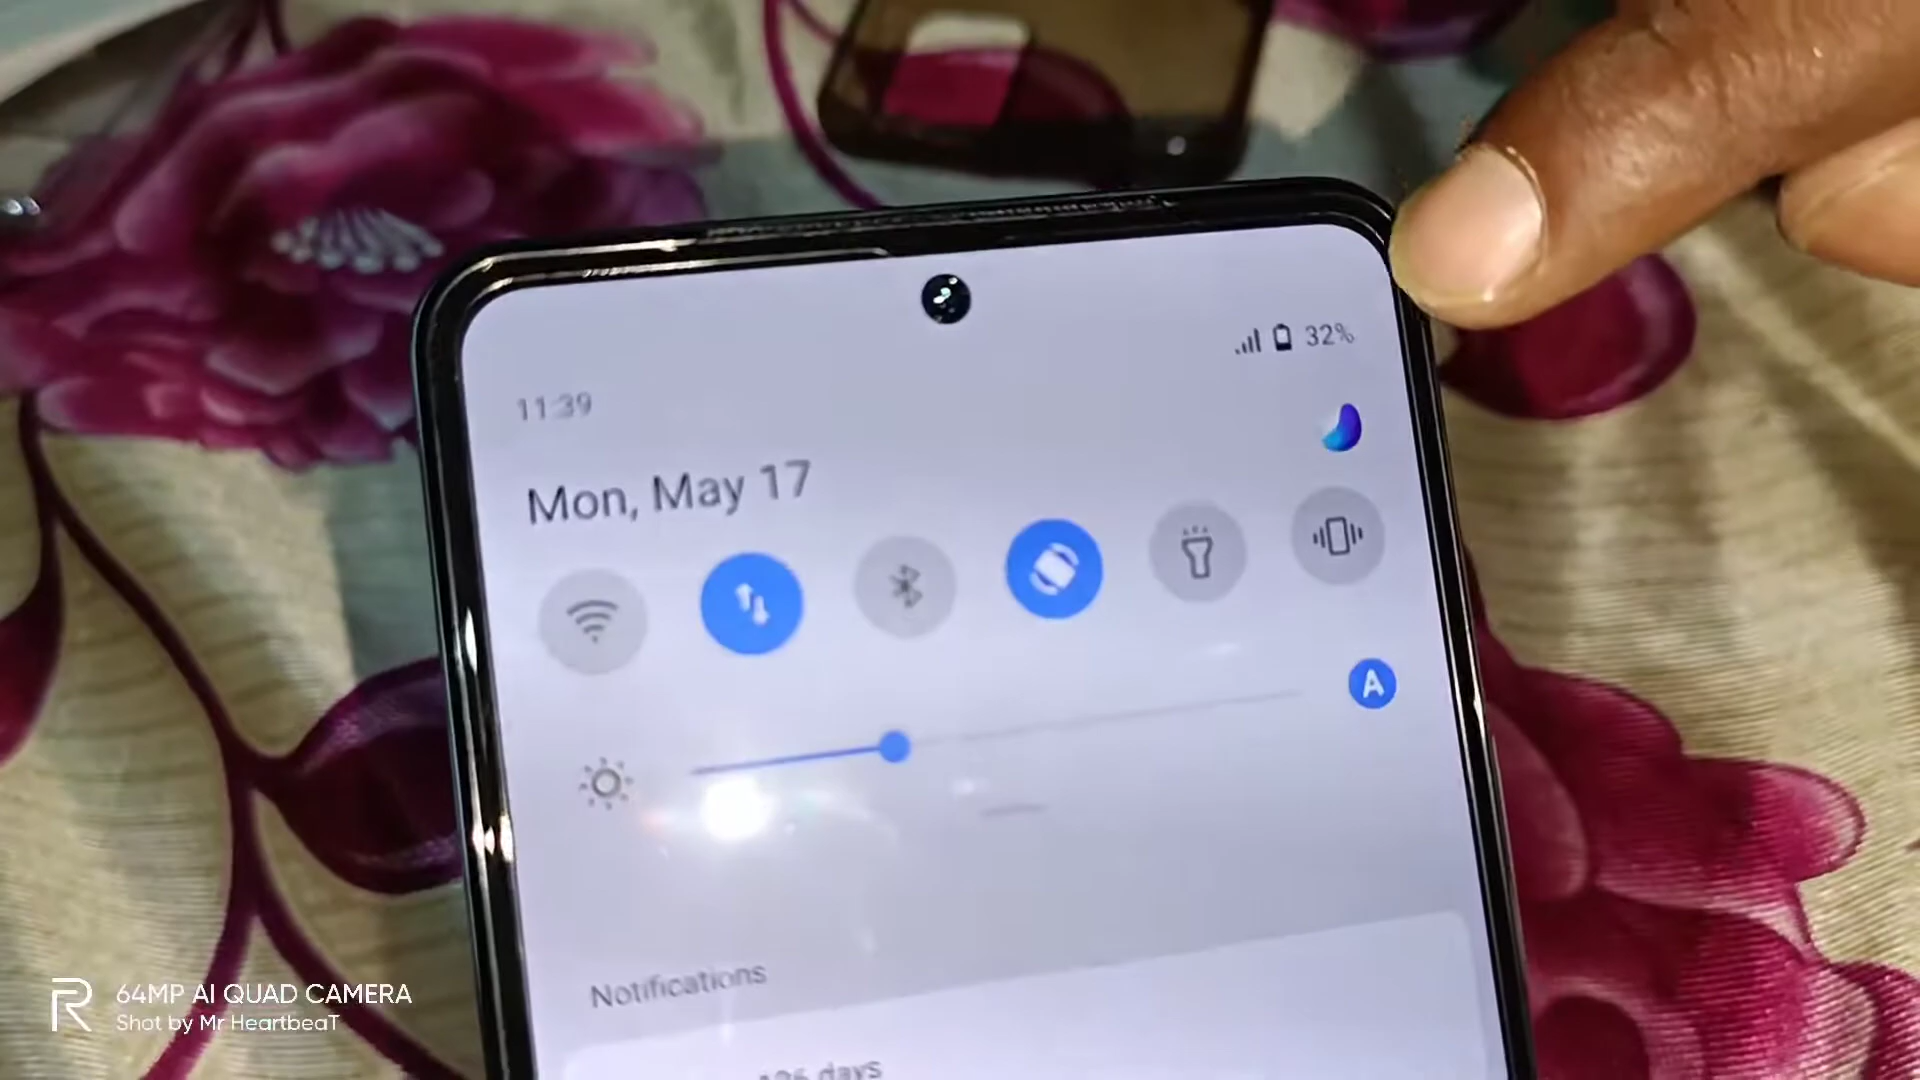 32%
11:39
Mon, May 17
A
Notifications
days
R
64MP AI QUAD CAMERA
Shot by Mr HeartbeaT